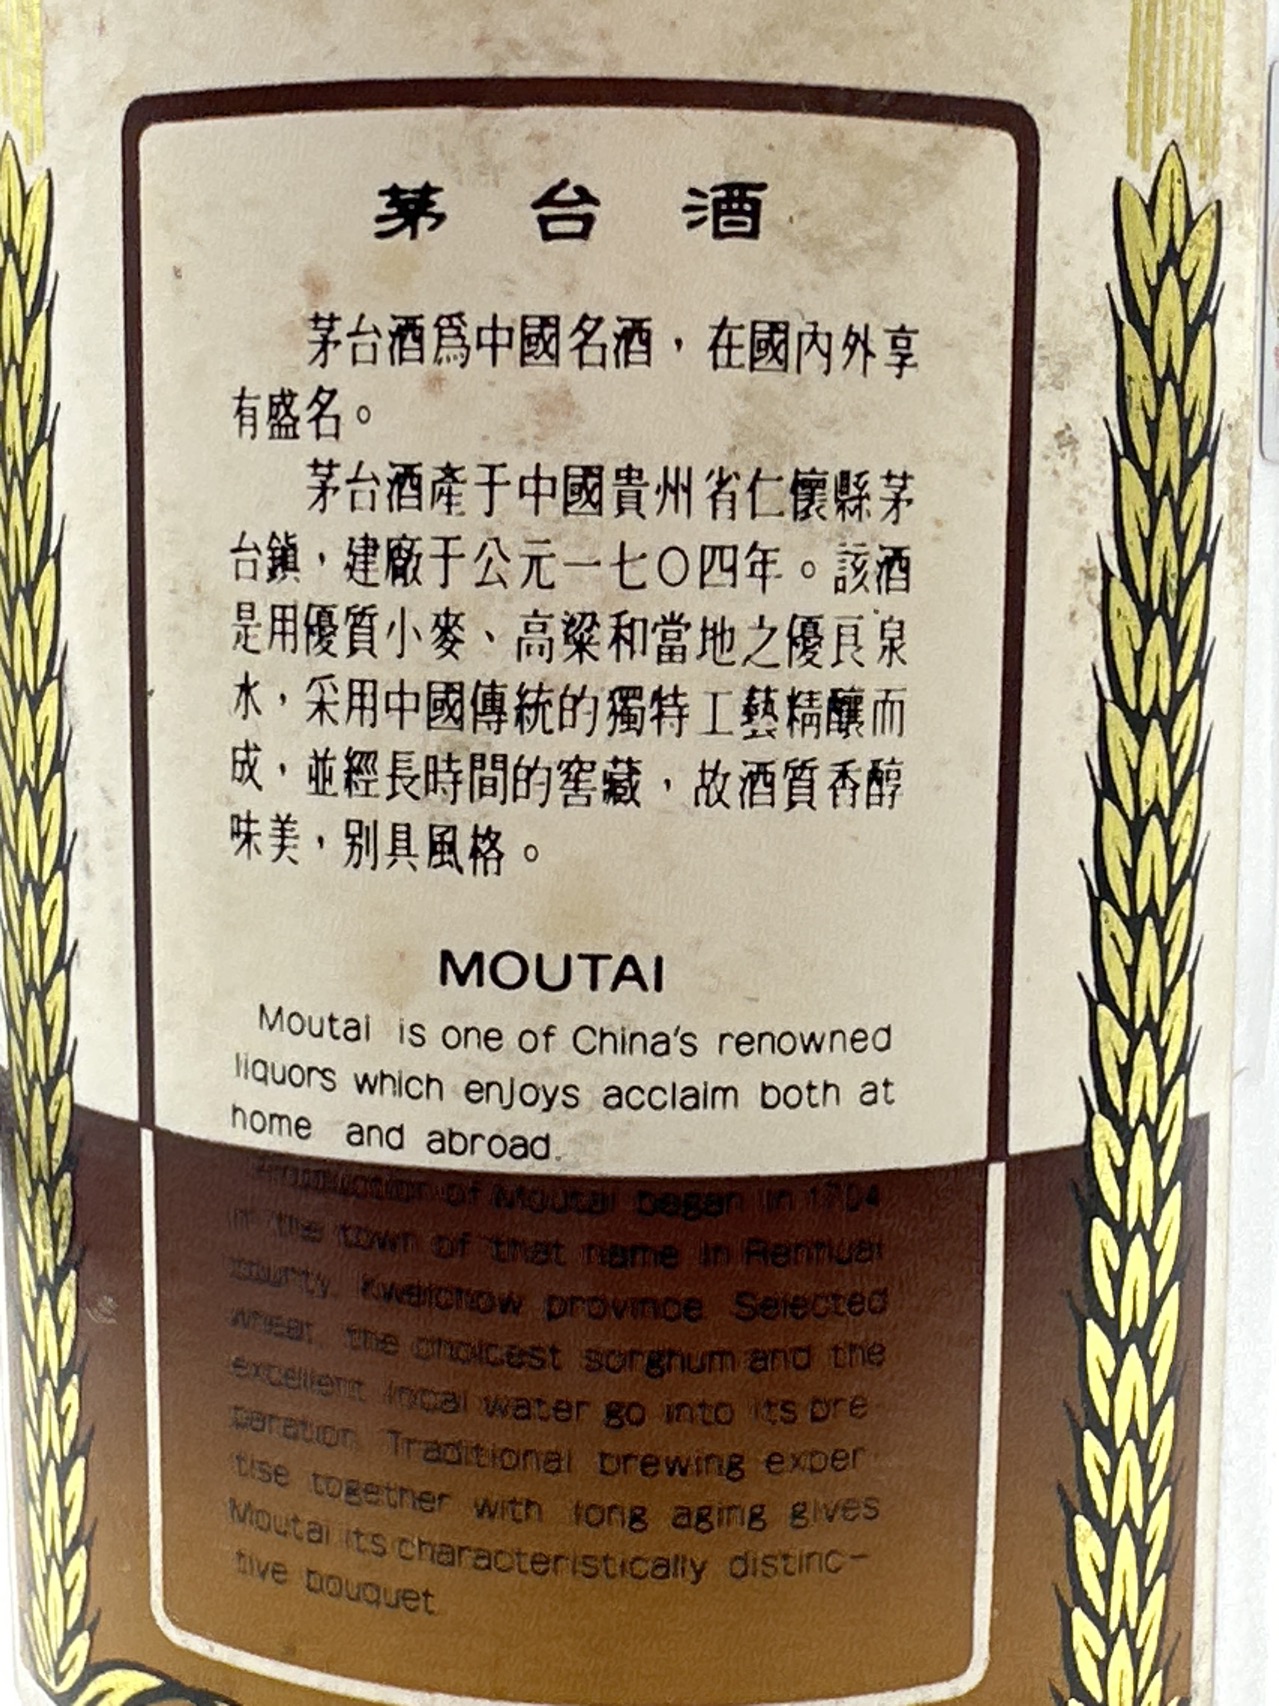 茅台酒
茅台酒爲中國名酒，在國內外享
有盛名。
茅台酒產于中國貴州省仁懷縣茅
台鎮，建廠于公元一七〇四年。該酒
是用優質小麥、高粱和當地之優良泉
水，采用中國傳統的獨特工藝精釀而
成，並經長時間的窖藏，故酒質香醇
味美，别具風格。
MOUTAI
Moutai is one of China's renowned
liquors which enjoys acclaim both at
home and abroad.
Production of Moutai began in 1704
in the town of that name in Renhuai
county, Kweichow province. Selected
wheat, the choicest sorghum and the
excellent local water go into its pre
paration. Traditional brewing exper
tise together with long aging gives
Moutai its characteristically distinc-
tive bouquet